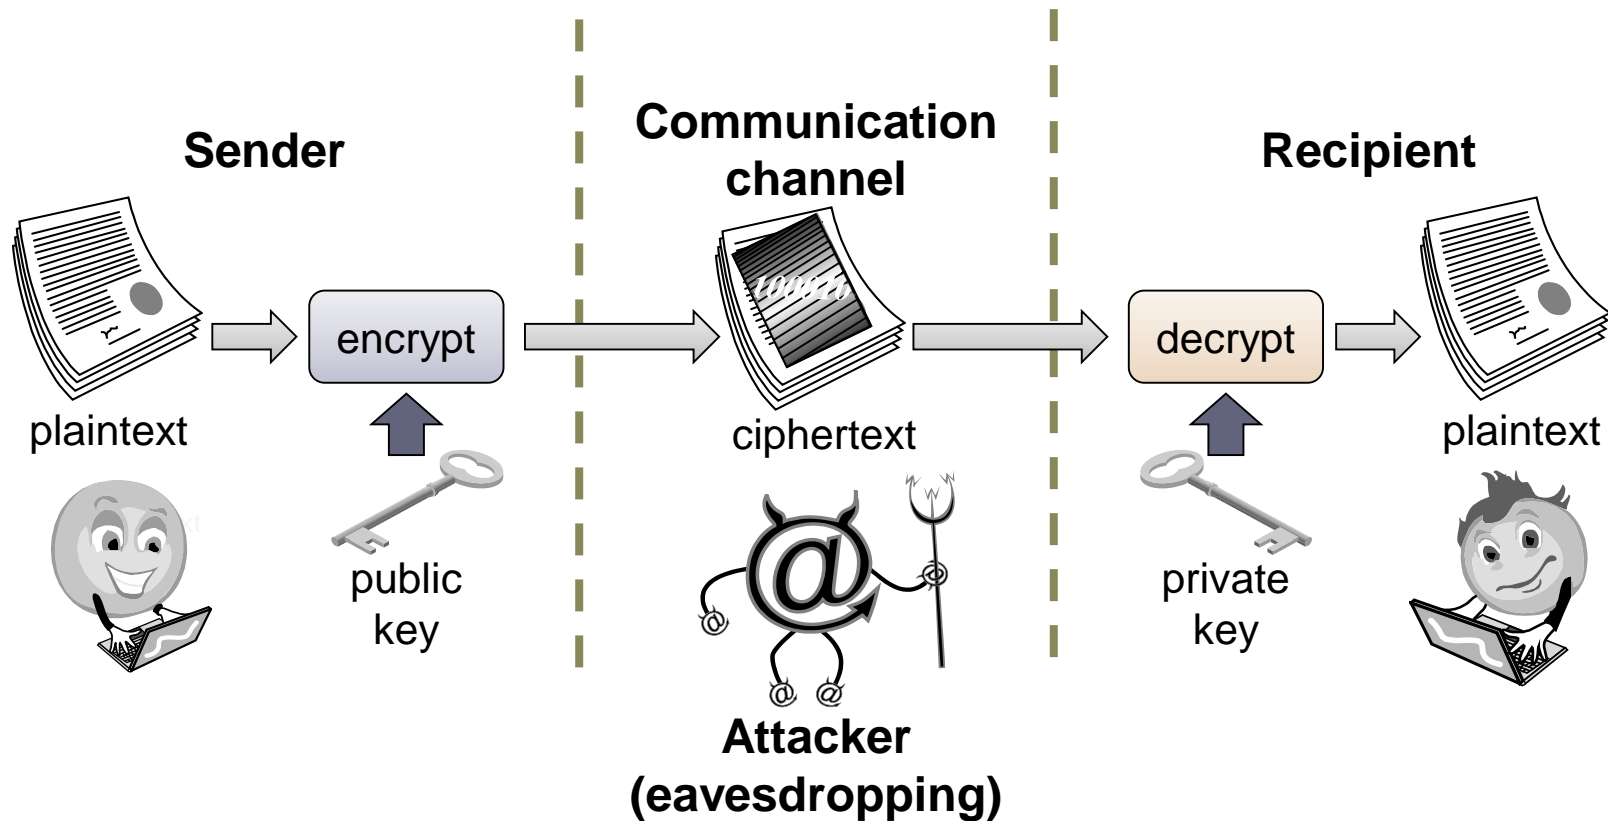 Sender
Communication
channel
Recipient
encrypt
decrypt
plaintext
ciphertext
plaintext
public
key
@
@
@
@
@
private
key
Attacker
(eavesdropping)